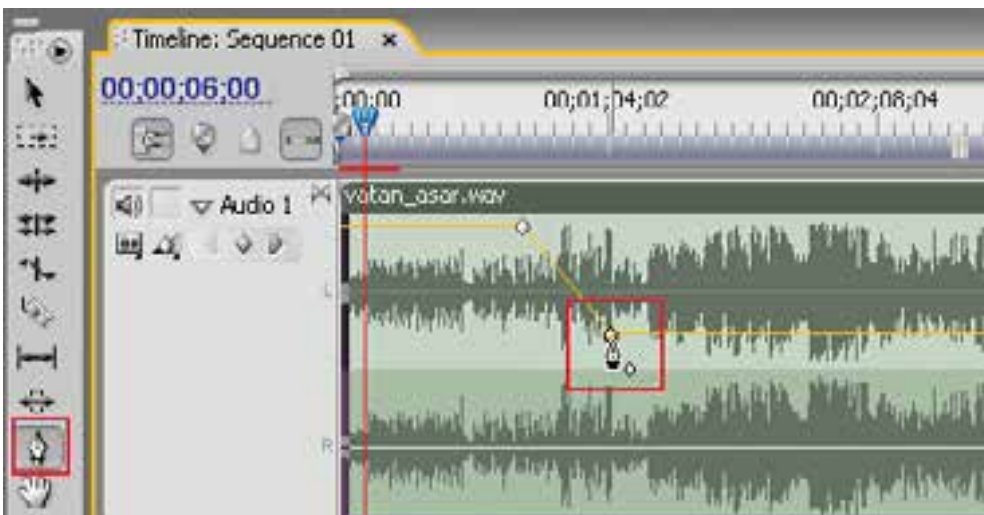 Timeline: Sequence 01 ×
00;00;06;00
;00;00 00;01;04;02 00;02;08;04
Audio 1
vatan_asar.wav
L
R